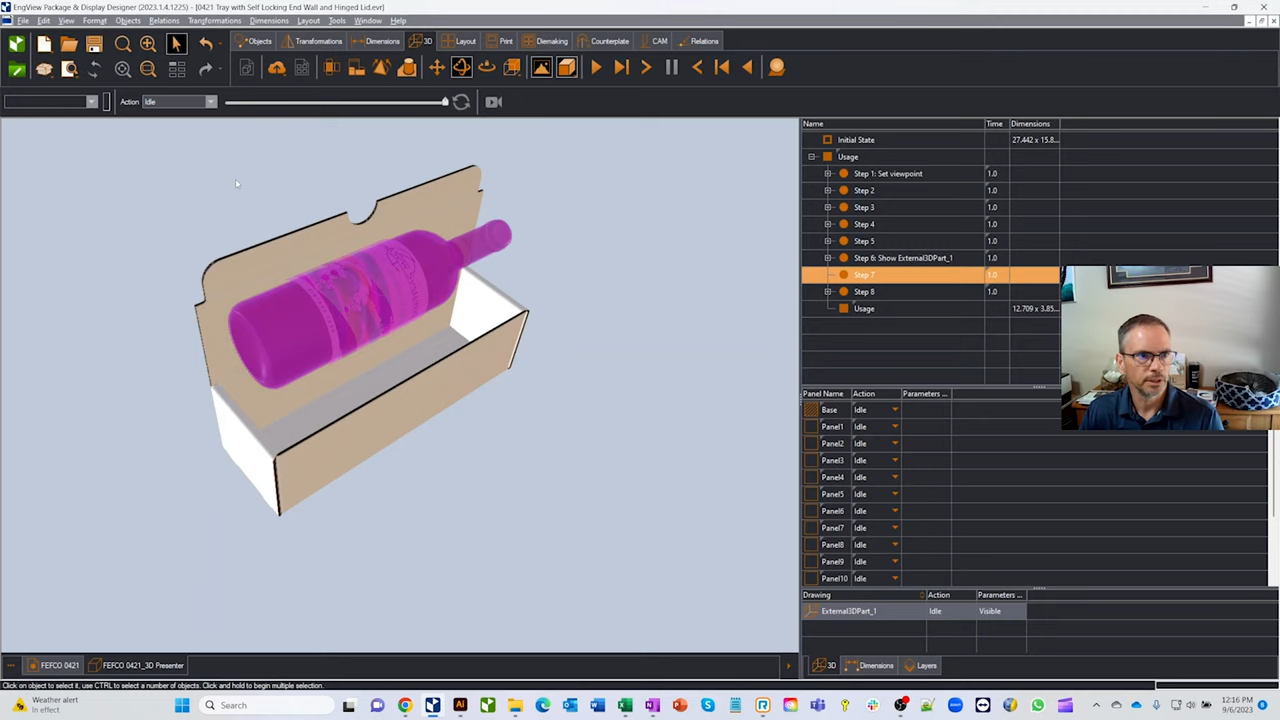 EngView Package & Display Designer (2023.1.4.1225) - [0421 Tray with Self Locking End Wall and Hinged Lid.evr]
File Edit View Format Objects Relations Transformations Dimensions Layout Tools Window Help
Objects Transformations Dimensions 3D Layout Print Diemaking Counterplate CAM Relations
Action Idle
Name Time Dimensions
Initial State 27.442 x 15.8...
Usage
Step 1: Set viewpoint 1.0
Step 2 1.0
Step 3 1.0
Step 4 1.0
Step 5 1.0
Step 6: Show External3DPart_1 1.0
Step 7 1.0
Step 8 1.0
Usage 12.709 x 3.85...
Panel Name Action Parameters ...
Base Idle
Panel1 Idle
Panel2 Idle
Panel3 Idle
Panel4 Idle
Panel5 Idle
Panel6 Idle
Panel7 Idle
Panel8 Idle
Panel9 Idle
Panel10 Idle
Drawing Action Parameters ...
External3DPart_1 Idle Visible
... FEFCO 0421 FEFCO 0421_3D Presenter 3D Dimensions Layers
Click on object to select it, use CTRL to select a number of objects. Click and hold to begin multiple selection.
Weather alert
In effect
Search
12:16 PM
9/6/2023